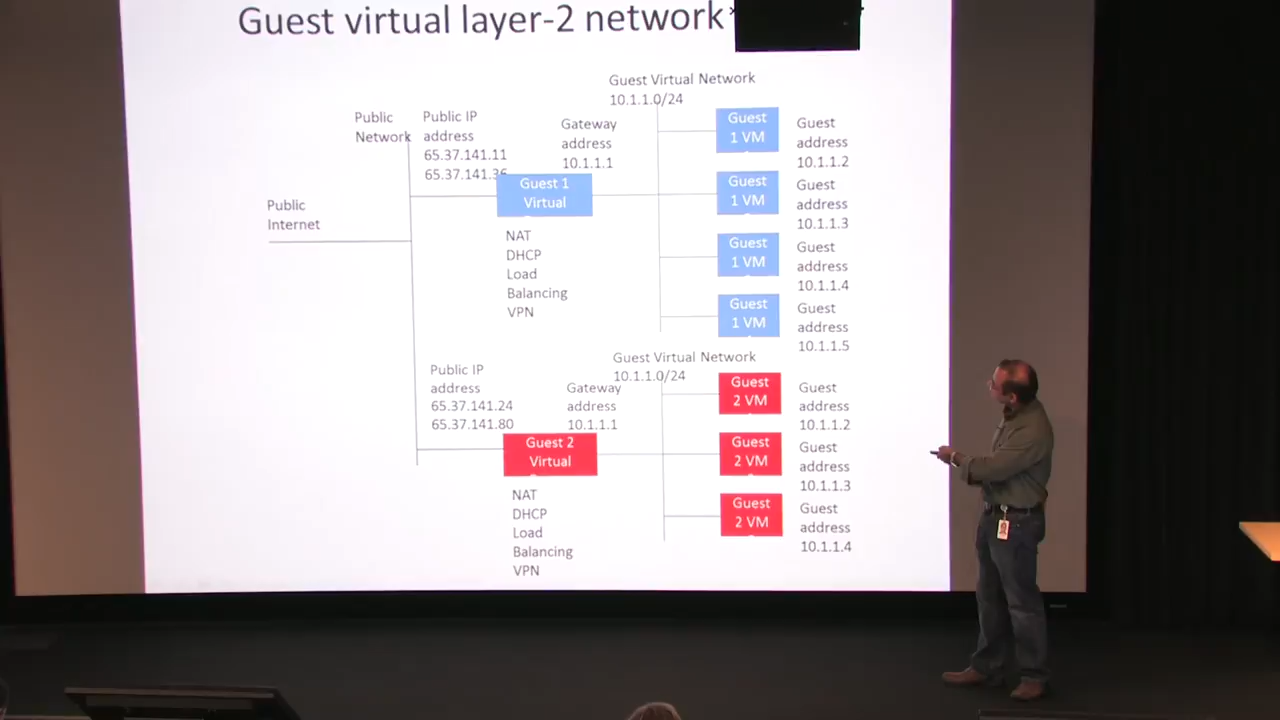 Guest virtual layer-2 network
Guest Virtual Network
10.1.1.0/24
Public
Network
Public IP
address
65.37.141.11
65.37.141.36
Gateway
address
10.1.1.1
Guest
1 VM
Guest
address
10.1.1.2
Guest 1
Virtual
Guest
1 VM
Guest
address
10.1.1.3
Public
Internet
NAT
DHCP
Load
Balancing
VPN
Guest
1 VM
Guest
address
10.1.1.4
Guest
1 VM
Guest
address
10.1.1.5
Guest Virtual Network
10.1.1.0/24
Public IP
address
65.37.141.24
65.37.141.80
Gateway
address
10.1.1.1
Guest
2 VM
Guest
address
10.1.1.2
Guest 2
Virtual
Guest
2 VM
Guest
address
10.1.1.3
NAT
DHCP
Load
Balancing
VPN
Guest
2 VM
Guest
address
10.1.1.4